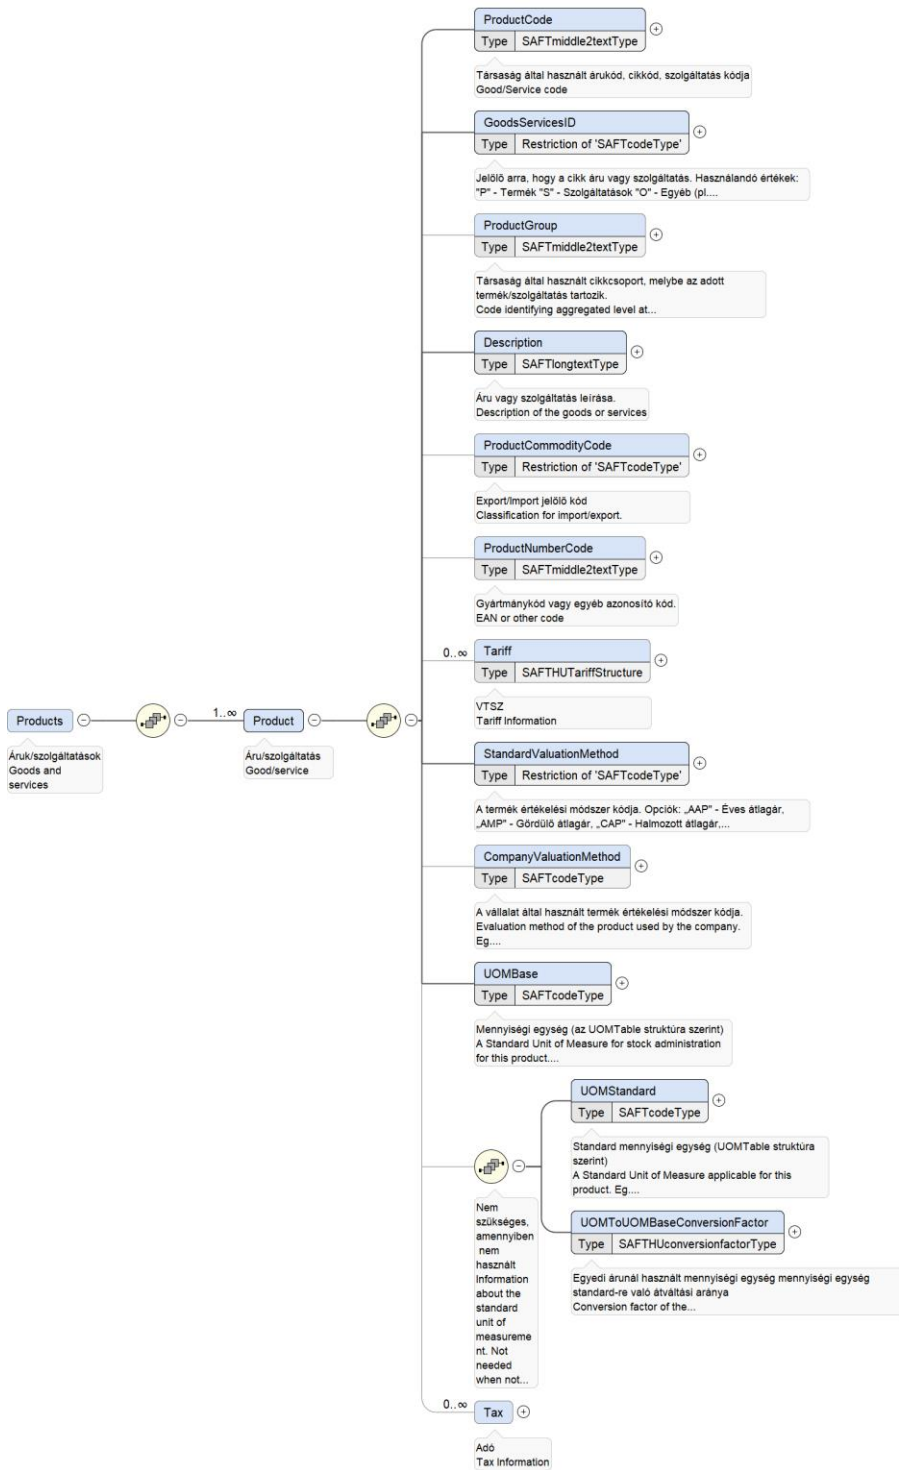 ProductCode
Type SAFTmiddle2textType
Társaság által használt árukód, cikkód, szolgáltatás kódja
Good/Service code
GoodsServicesID
Type Restriction of 'SAFTcodeType'
Jelölő arra, hogy a cikk áru vagy szolgáltatás. Használandó értékek:
"P" - Termék "S" - Szolgáltatások "O" - Egyéb (pl....
ProductGroup
Type SAFTmiddle2textType
Társaság által használt cikkcsoport, melybe az adott
termék/szolgáltatás tartozik.
Code identifying aggregated level at...
Description
Type SAFTlongtextType
Áru vagy szolgáltatás leírása.
Description of the goods or services
ProductCommodityCode
Type Restriction of 'SAFTcodeType'
Export/Import jelölő kód
Classification for import/export.
ProductNumberCode
Type SAFTmiddle2textType
Gyártmánykód vagy egyéb azonosító kód.
EAN or other code
0..∞
Tariff
Type SAFTHUTariffStructure
VTSZ
Tariff Information
Products
Áruk/szolgáltatások
Goods and
services
1..∞
Product
Áru/szolgáltatás
Good/service
StandardValuationMethod
Type Restriction of 'SAFTcodeType'
A termék értékelési módszer kódja. Opciók: „AAP" - Éves átlagár,
„AMP" - Gördülő átlagár, „CAP" - Halmozott átlagár,...
CompanyValuationMethod
Type SAFTcodeType
A vállalat által használt termék értékelési módszer kódja.
Evaluation method of the product used by the company.
Eg....
UOMBase
Type SAFTcodeType
Mennyiségi egység (az UOMTable struktúra szerint)
A Standard Unit of Measure for stock administration
for this product....
UOMStandard
Type SAFTcodeType
Standard mennyiségi egység (UOMTable struktúra
szerint)
A Standard Unit of Measure applicable for this
product. Eg....
UOMToUOMBaseConversionFactor
Type SAFTHUconversionfactorType
Egyedi árunál használt mennyiségi egység mennyiségi egység
standard-re való átváltási aránya
Conversion factor of the...
Nem
szükséges,
amennyiben
nem
használt
Information
about the
standard
unit of
measureme
nt. Not
needed
when not...
0..∞
Tax
Adó
Tax Information